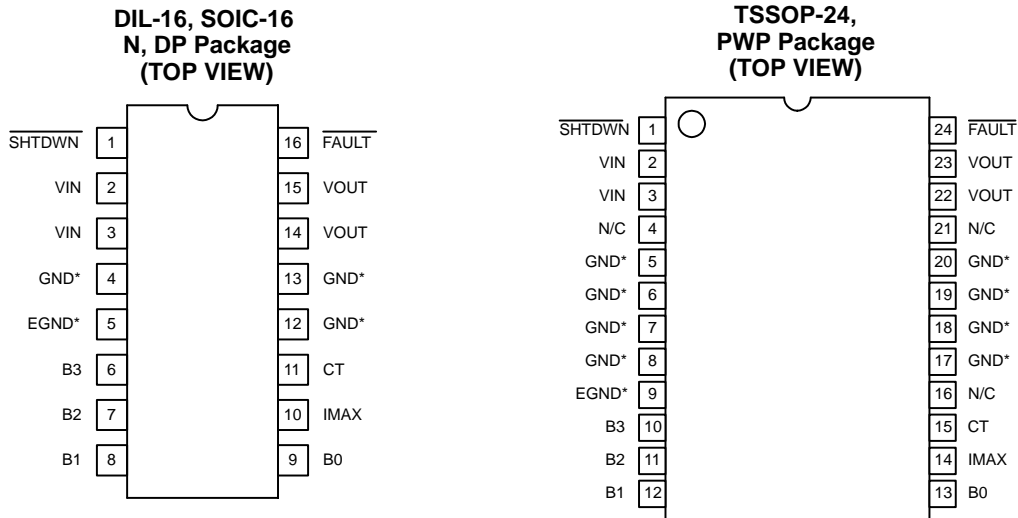 DIL-16, SOIC-16
N, DP Package
(TOP VIEW)
SHTDWN 1 16 FAULT
VIN 2 15 VOUT
VIN 3 14 VOUT
GND* 4 13 GND*
EGND* 5 12 GND*
B3 6 11 CT
B2 7 10 IMAX
B1 8 9 B0
TSSOP-24,
PWP Package
(TOP VIEW)
SHTDWN 1 24 FAULT
VIN 2 23 VOUT
VIN 3 22 VOUT
N/C 4 21 N/C
GND* 5 20 GND*
GND* 6 19 GND*
GND* 7 18 GND*
GND* 8 17 GND*
EGND* 9 16 N/C
B3 10 15 CT
B2 11 14 IMAX
B1 12 13 B0